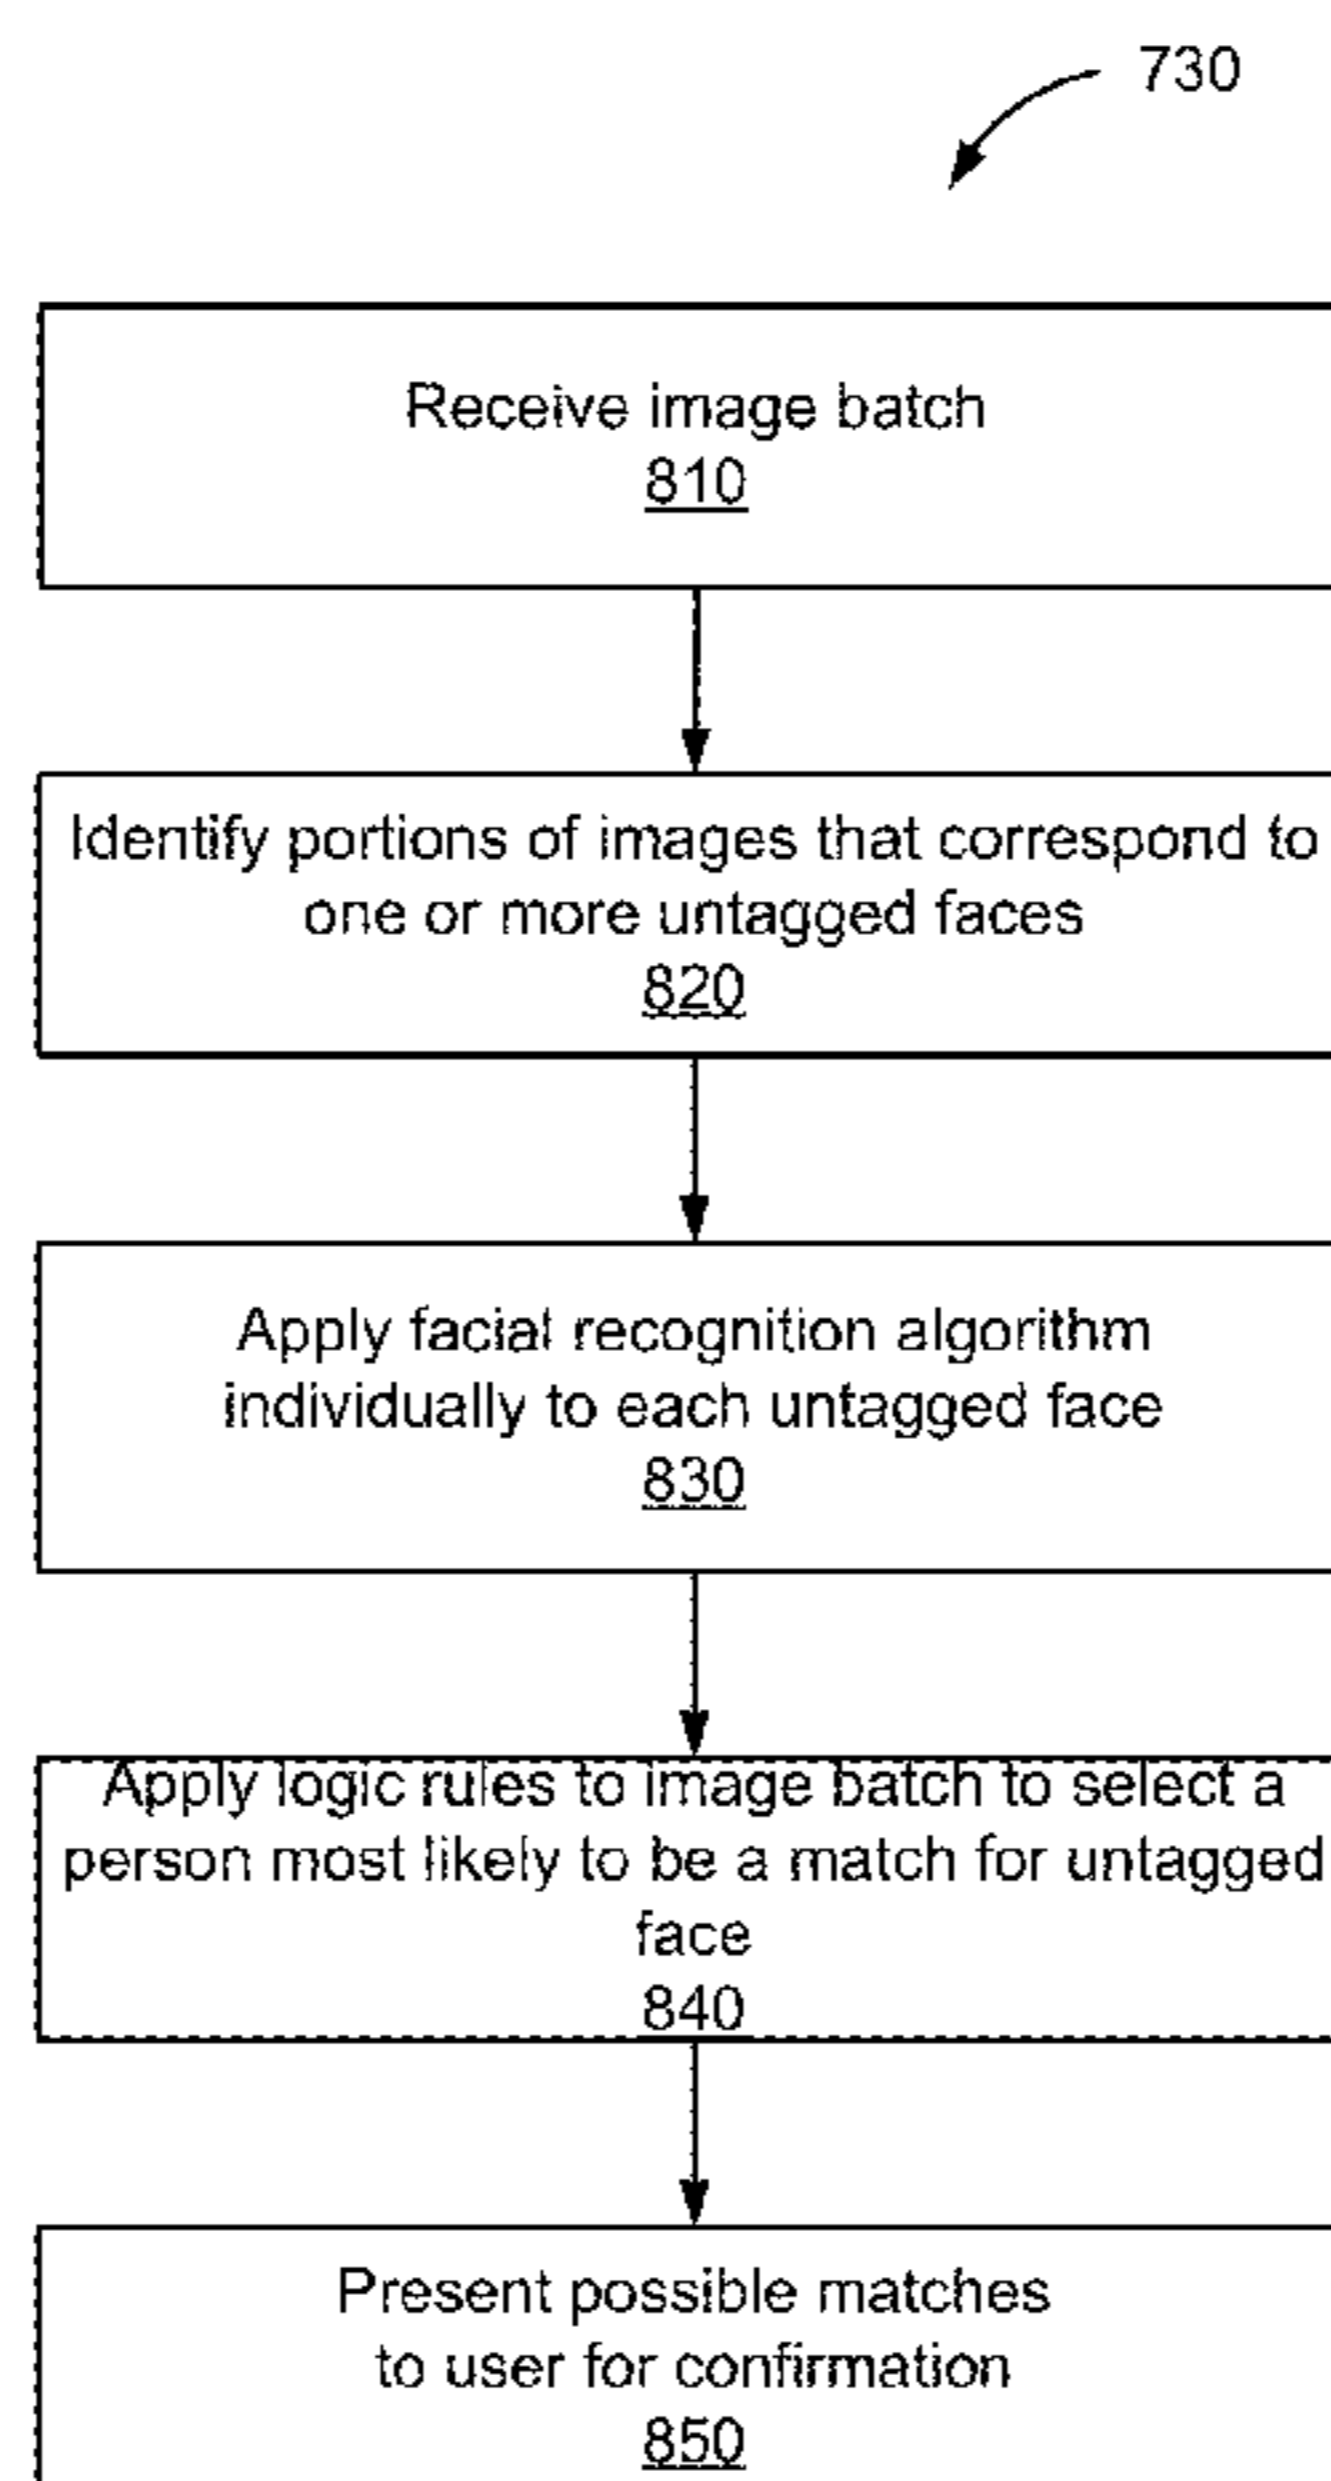 730
Receive image batch
810
Identify portions of images that correspond to
one or more untagged faces
820
Apply facial recognition algorithm
individually to each untagged face
830
Apply logic rules to image batch to select a
person most likely to be a match for untagged
face
840
Present possible matches
to user for confirmation
850